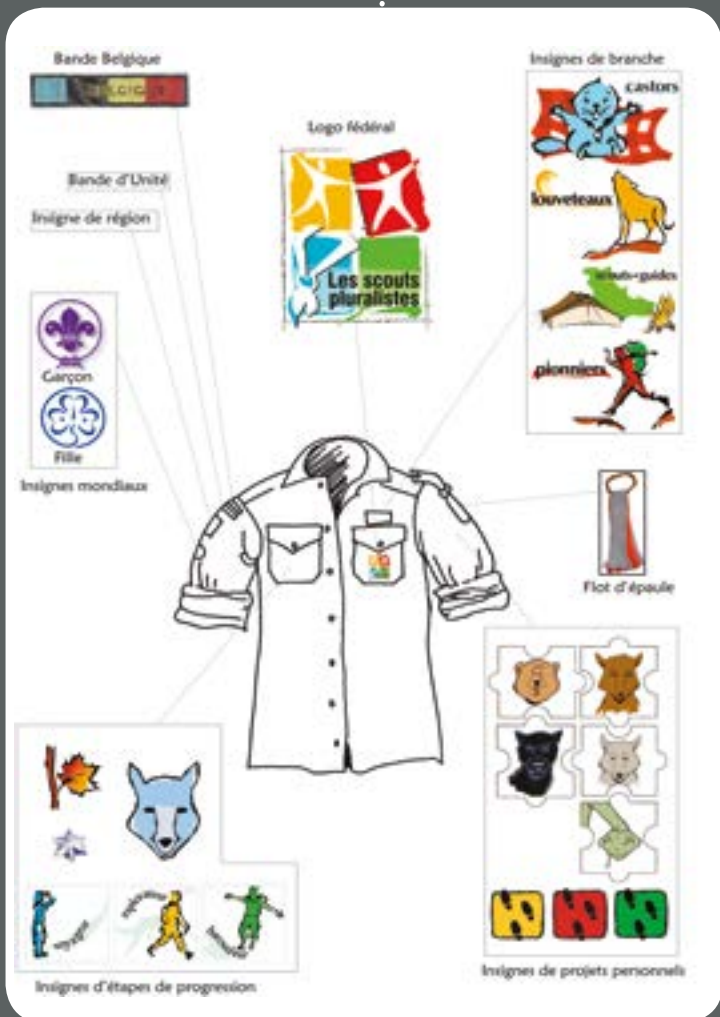 Bande Belgique
Insignes de branche
castors
Logo fédéral
Bande d'Unité
louveteaux
Insigne de région
Les scouts
pluralistes
scouts-guides
Garçon
pionniers
Fille
Insignes mondiaux
Flot d'épaule
Insignes de projets personnels
Insignes d'étapes de progression